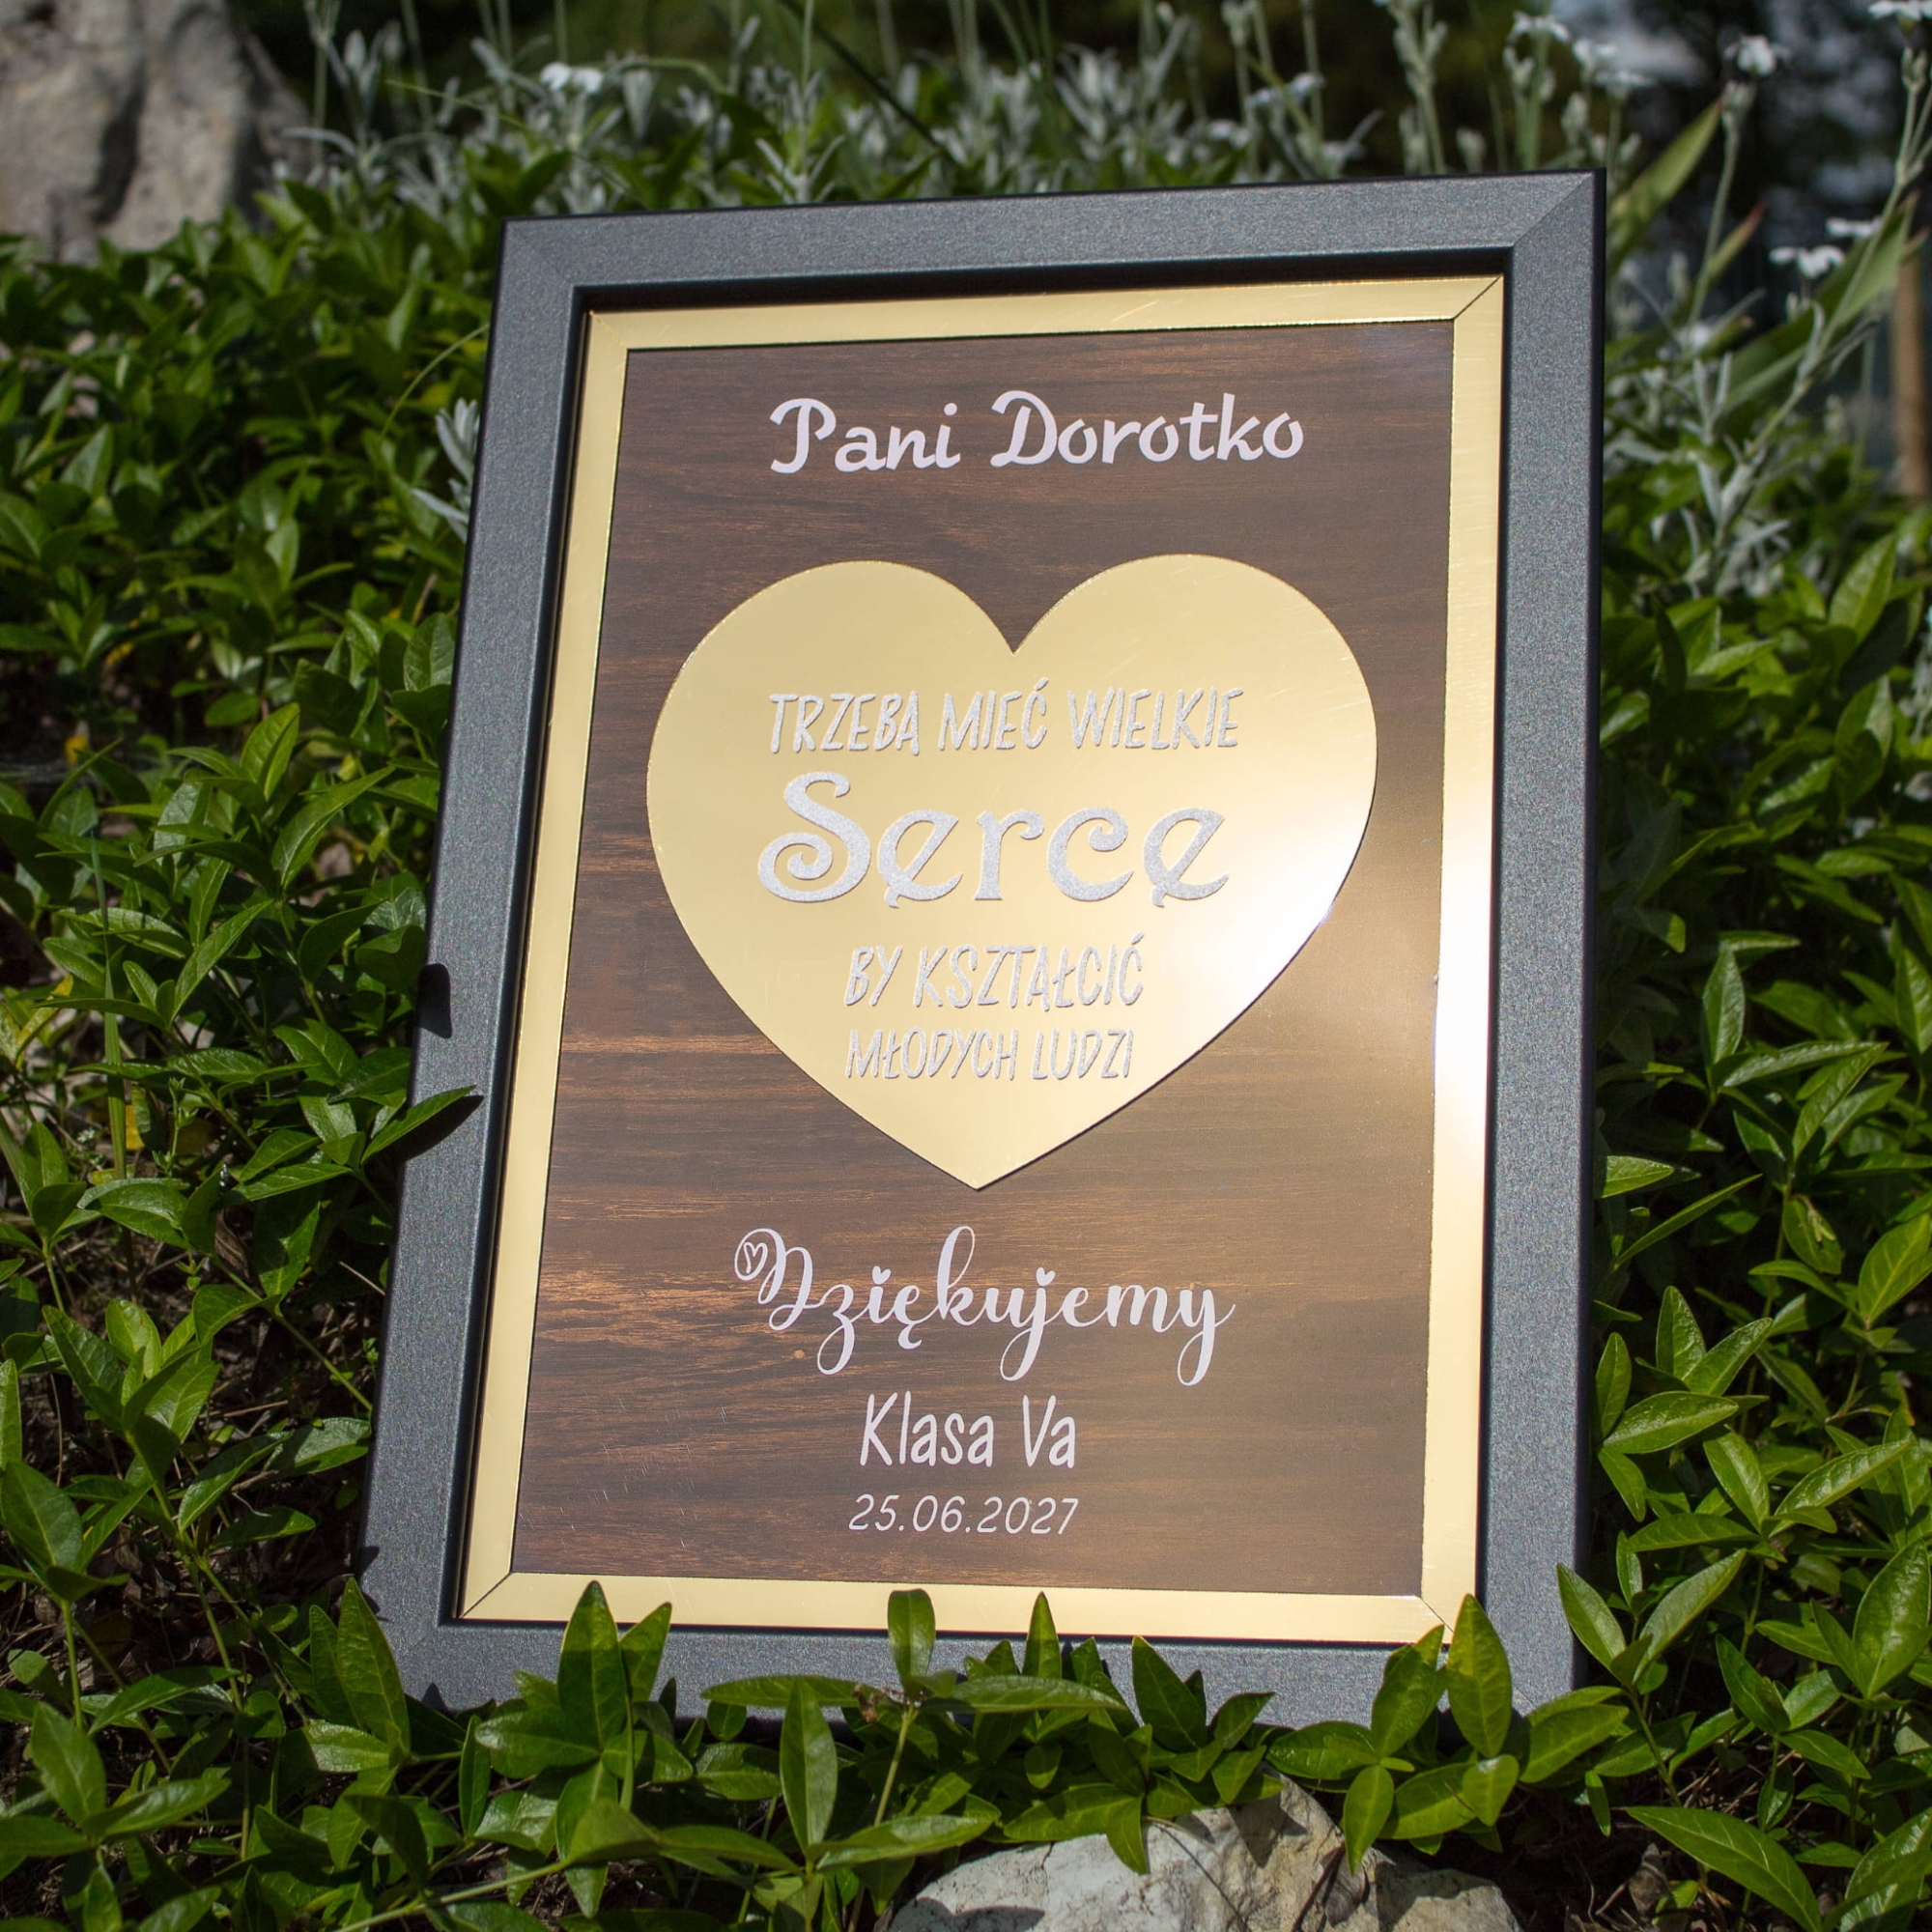 Pani Dorotko
TRZEBA MIEĆ WIELKIE
Serce
BY KSZTAŁCIĆ
MŁODYCH LUDZI
Dziękujemy
Klasa Va
25.06.2027